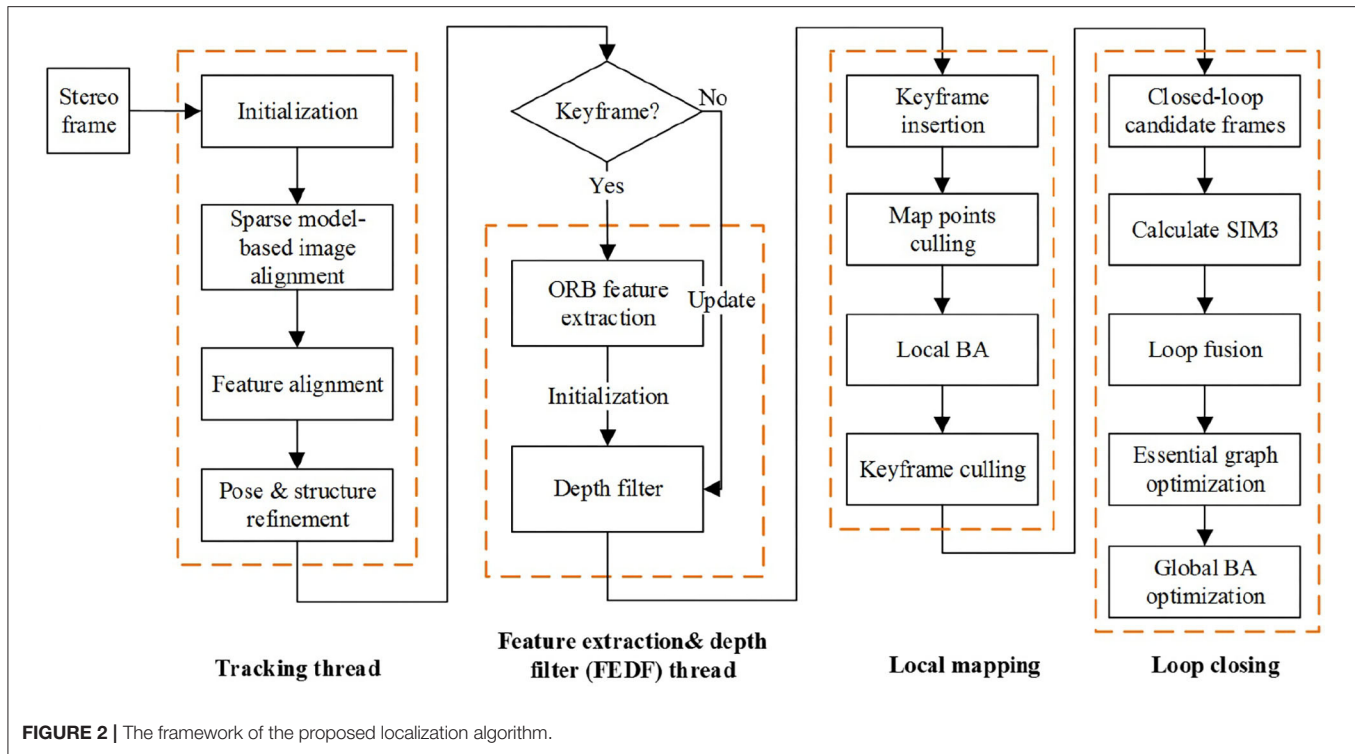 Stereo
frame
Initialization
Sparse model-
based image
alignment
Feature alignment
Pose & structure
refinement
Tracking thread
Keyframe?
No
Yes
Update
ORB feature
extraction
Initialization
Depth filter
Feature extraction& depth
filter (FEDF) thread
Keyframe
insertion
Map points
culling
Local BA
Keyframe culling
Local mapping
Closed-loop
candidate frames
Calculate SIM3
Loop fusion
Essential graph
optimization
Global BA
optimization
Loop closing
FIGURE 2 | The framework of the proposed localization algorithm.